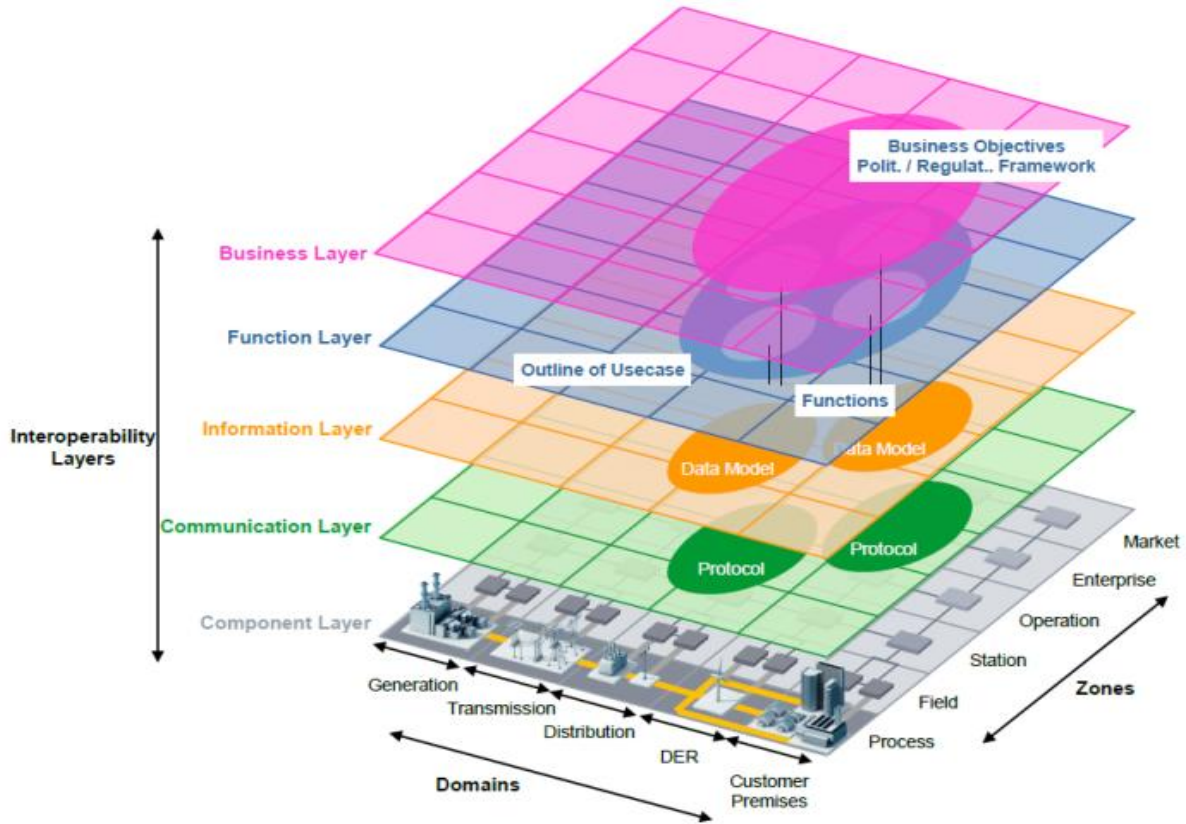 Business Objectives
Polit. / Regulat.. Framework
Business Layer
Function Layer
Outline of Usecase
Functions
Interoperability
Layers
Information Layer
Data Model
Data Model
Communication Layer
Protocol
Protocol
Component Layer
Market
Enterprise
Operation
Station
Field
Process
Zones
Generation
Transmission
Distribution
DER
Customer
Premises
Domains